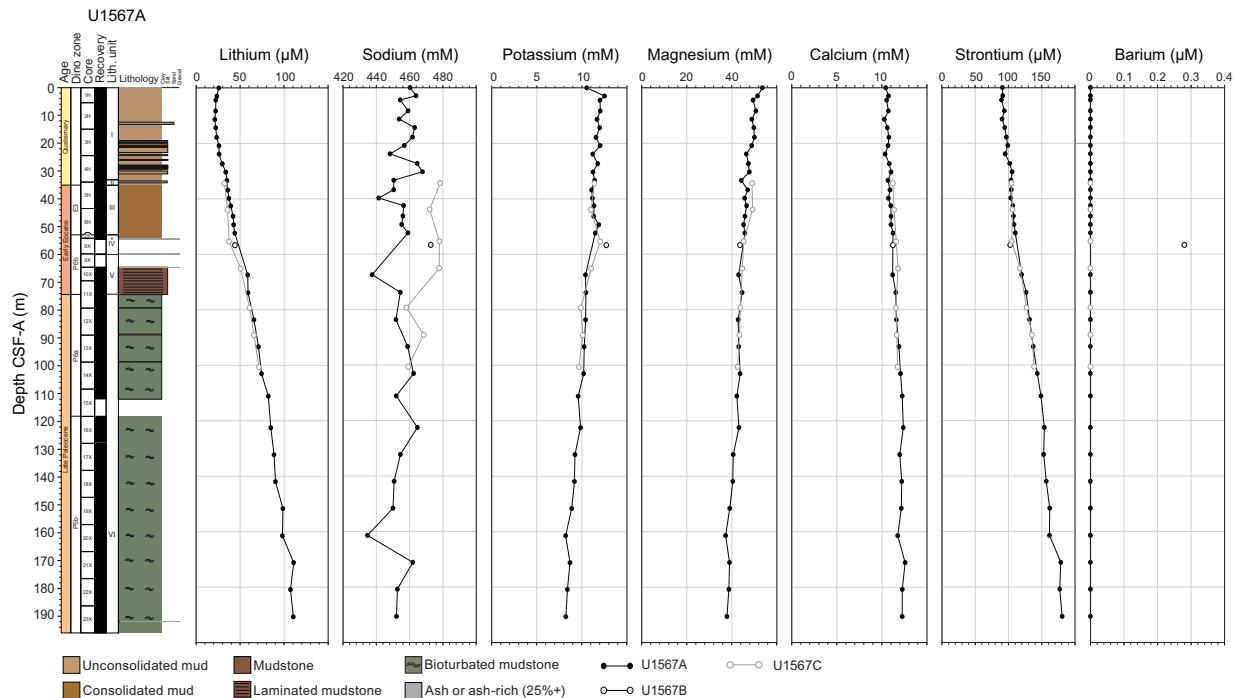 U1567A
Age
Dino zone
Core
Recovery
Lith. unit
Lithology
Clay
Silt
Sand
Gravel
Lithium (µM)
Sodium (mM)
Potassium (mM)
Magnesium (mM)
Calcium (mM)
Strontium (µM)
Barium (µM)
0 50 100
420 440 460 480
0 5 10
0 20 40
0 10
0 50 100 150
0 0.1 0.2 0.3 0.4
Depth CSF-A (m)
0
10
20
30
40
50
60
70
80
90
100
110
120
130
140
150
160
170
180
190
Quaternary
Early Eocene
Late Paleocene
E3
P6b
P6a
P5b
1H
2H
3H
4H
5H
6H
8X
9X
10X
11X
12X
13X
14X
15X
16X
17X
18X
19X
20X
21X
22X
23X
I
II
III
IV
V
VI
Unconsolidated mud
Mudstone
Bioturbated mudstone
U1567A
U1567C
Consolidated mud
Laminated mudstone
Ash or ash-rich (25%+)
U1567B